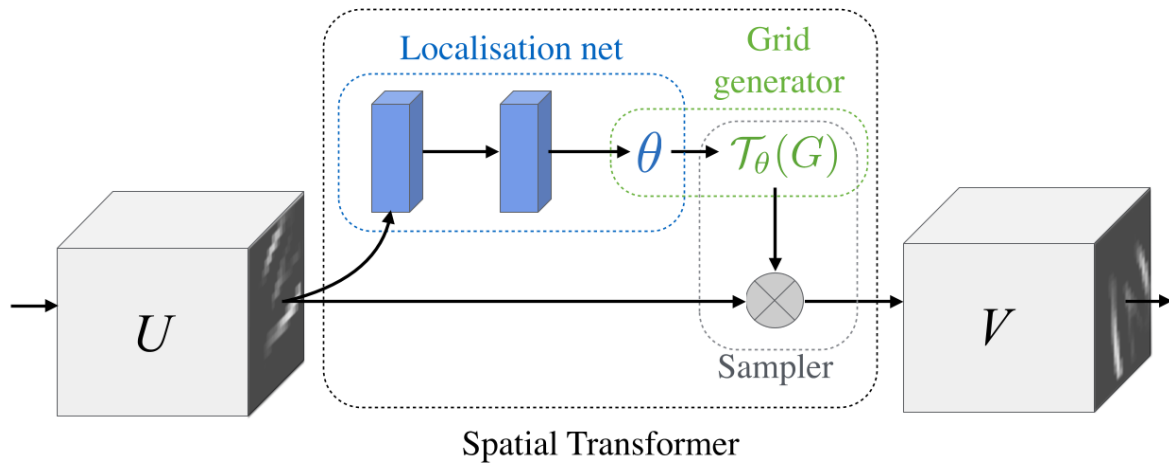 Localisation net
Grid
generator
θ
𝒯θ(G)
U
V
Sampler
Spatial Transformer